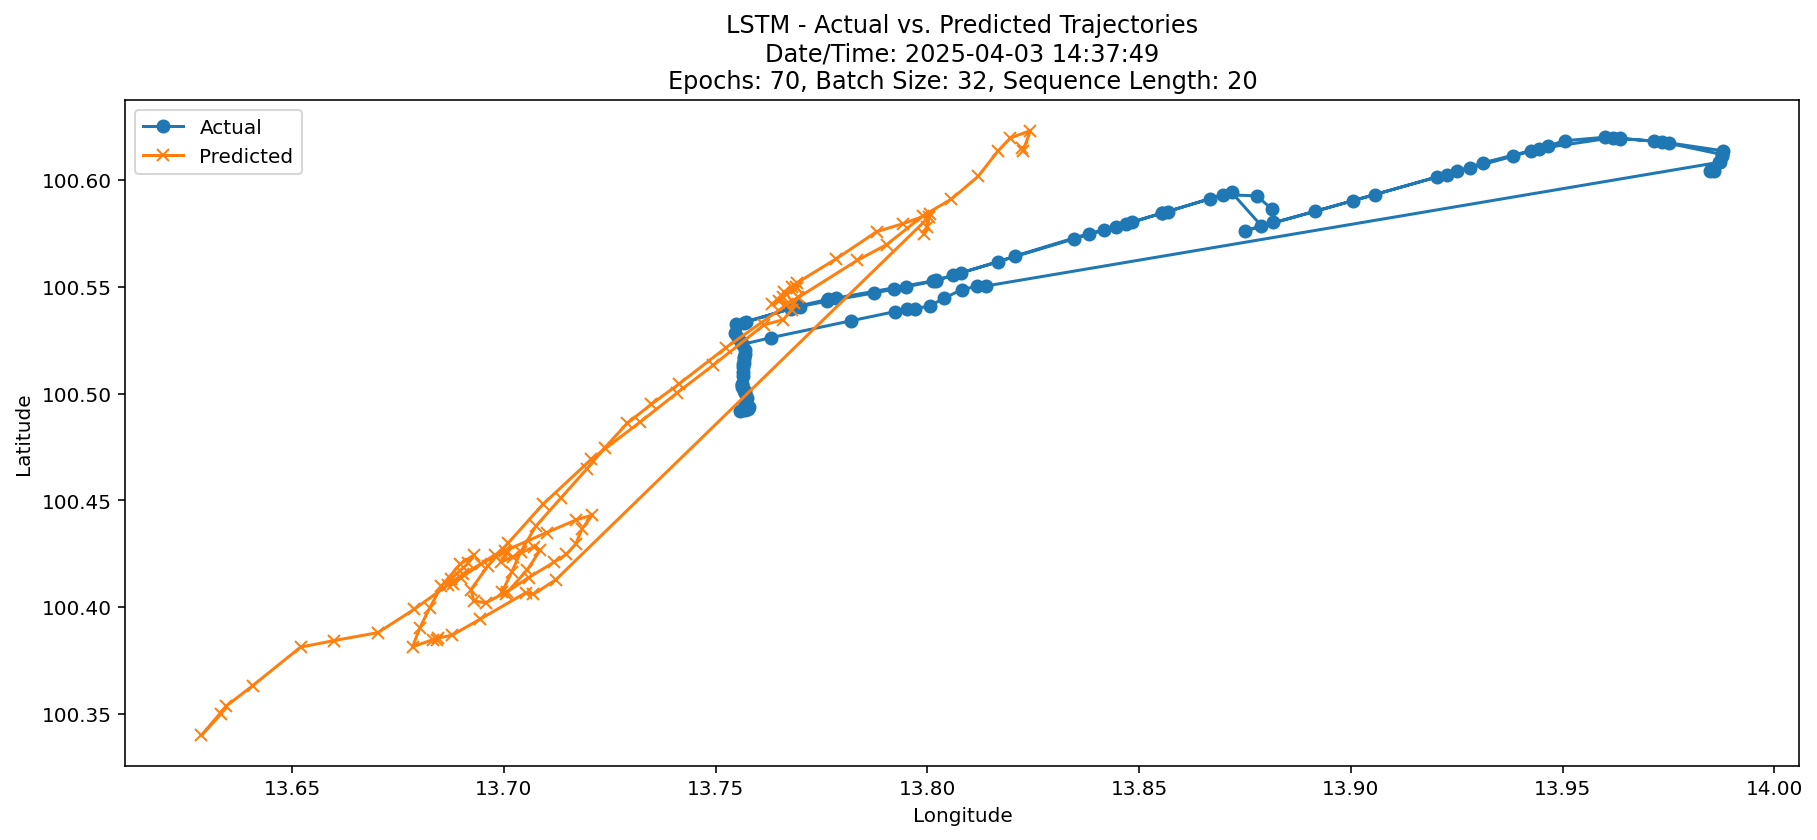 LSTM - Actual vs. Predicted Trajectories
Date/Time: 2025-04-03 14:37:49
Epochs: 70, Batch Size: 32, Sequence Length: 20
Actual
Predicted
Latitude
100.60
100.55
100.50
100.45
100.40
100.35
13.65
13.70
13.75
13.80
13.85
13.90
13.95
14.00
Longitude